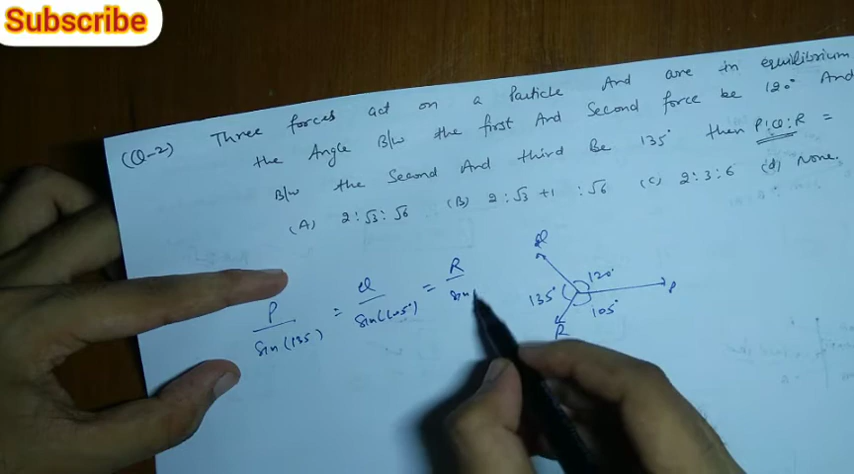 Subscribe
(Q-2) Three forces act on a Particle And are in equilibrium
the Angle B/w the first And Second force be 120° And
B/w the Second And third Be 135° then P:Q:R =
(A) 2:√3:√6 (B) 2:√3+1 :√6 (C) 2:3:6 (d) None.
P/Sin(135) = Q/Sin(105°) = R/Sin
Q
120°
135°
P
105°
R